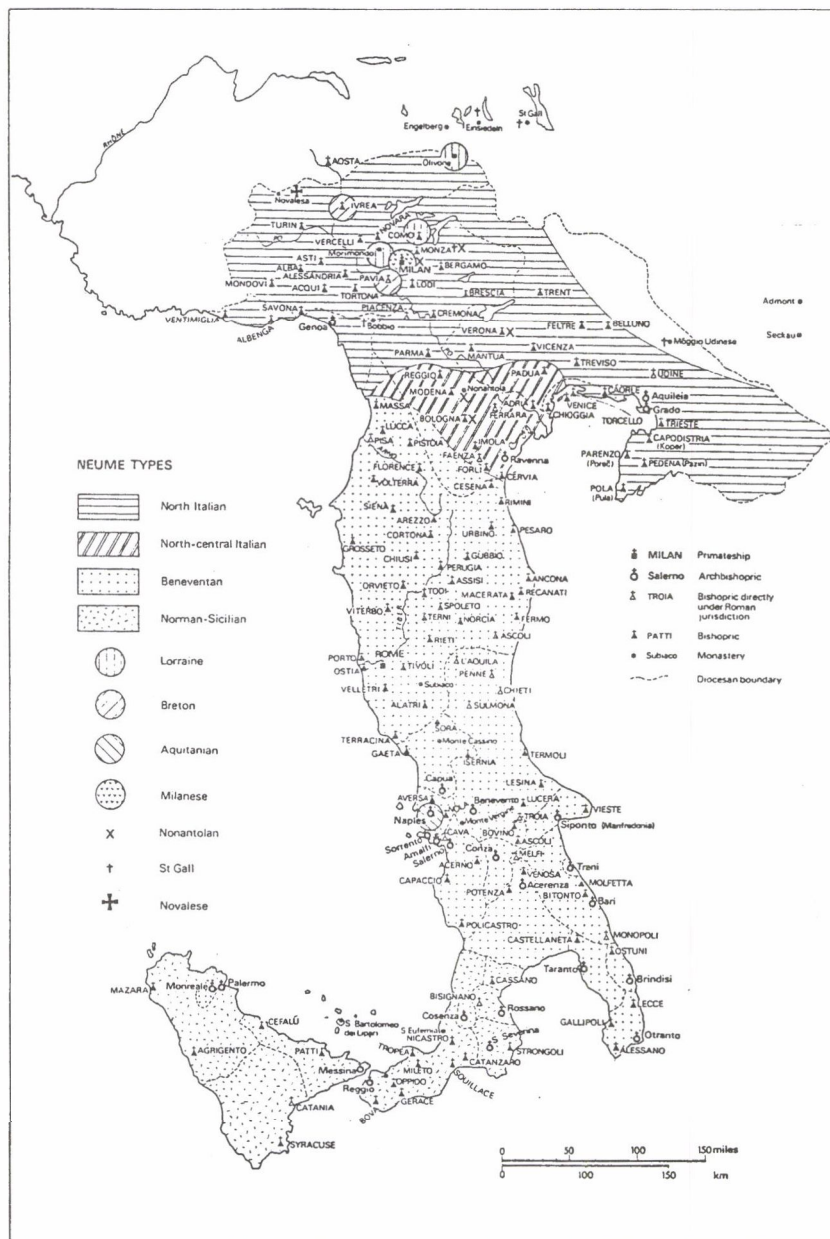 RHÔNE
Engelberg
Einsiedeln
St Gall
AOSTA
Olivone
Novalesa
IVREA
NOVARA
TURIN
VERCELLI
COMO
MONZA X
Morimondo
ASTI
MILAN X
BERGAMO
ALBA
ALESSANDRIA
PAVIA
LODI
MONDOVI
ACQUI
TORTONA
BRESCIA
TRENT
PIACENZA
Admont
VENTIMIGLIA
SAVONA
CREMONA
ALBENGA
Genoa
Bobbio
VERONA X
FELTRE
BELLUNO
Seckau
Mòggio Udinese
PARMA
MANTUA
VICENZA
TREVISO
UDINE
REGGIO
PADUA
MODENA
Nonantola
X
CAORLE
Aquileia
MASSA
ADRIA
VENICE
Grado
BOLOGNA X
FERRARA
CHIOGGIA
TORCELLO
TRIESTE
LUCCA
IMOLA
CAPODISTRIA
(Koper)
PISA
PISTOIA
FAENZA
Ravenna
PARENZO
(Poreč)
PEDENA (Pazin)
ARNO
FLORENCE
FORLI
CERVIA
VOLTERRA
CESENA
POLA
(Pula)
NEUME TYPES
North Italian
North-central Italian
Beneventan
Norman-Sicilian
Lorraine
Breton
Aquitanian
Milanese
X Nonantolan
St Gall
Novalese
RIMINI
SIENA
AREZZO
URBINO
PESARO
CORTONA
GROSSETO
CHIUSI
GUBBIO
PERUGIA
ORVIETO
ASSISI
ANCONA
TODI
MACERATA
RECANATI
VITERBO
SPOLETO
TERNI
NORCIA
FERMO
RIETI
ASCOLI
MILAN Primateship
Salerno Archbishopric
TROIA Bishopric directly
under Roman
jurisdiction
PATTI Bishopric
Subiaco Monastery
Diocesan boundary
PORTO
ROME
OSTIA
TIVOLI
L'AQUILA
PENNE
VELLETRI
Subiaco
CHIETI
ALATRI
SULMONA
SORA
TERRACINA
Monte Cassino
GAETA
ISERNIA
TERMOLI
Capua
LESINA
AVERSA
NOLA
Benevento
LUCERA
VIESTE
Naples
Monte Vergine
TROIA
Siponto (Manfredonia)
Sorrento
CAVA
BOVINO
Amalfi
Salerno
Conza
ASCOLI
ACERNO
MELFI
Trani
CAPACCIO
VENOSA
MOLFETTA
POTENZA
Acerenza
BITONTO
Bari
POLICASTRO
MONOPOLI
CASTELLANETA
OSTUNI
CASSANO
Taranto
Brindisi
MAZARA
Monreale
Palermo
BISIGNANO
Cosenza
Rossano
LECCE
CEFALÙ
S Bartolomeo
dei Lipari
S Eufemia
NICASTRO
S Severina
GALLIPOLI
Otranto
AGRIGENTO
PATTI
TROPEA
STRONGOLI
ALESSANO
Messina
MILETO
CATANZARO
Reggio
OPPIDO
SQUILLACE
BOVA
GERACE
CATANIA
SYRACUSE
0 50 100 150 miles
0 100 150
km